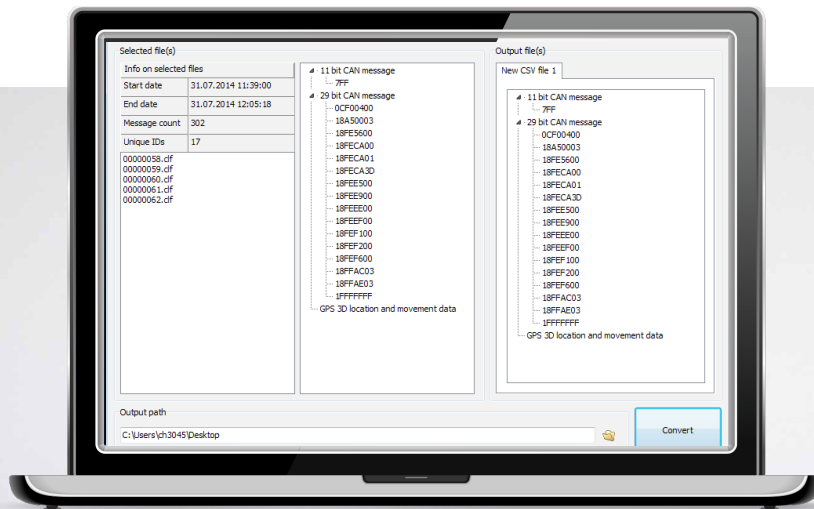 Selected file(s)
Info on selected files
Start date 31.07.2014 11:39:00
End date 31.07.2014 12:05:18
Message count 302
Unique IDs 17
00000058.clf
00000059.clf
00000060.clf
00000061.clf
00000062.clf
11 bit CAN message
7FF
29 bit CAN message
0CF00400
18A50003
18FE5600
18FECA00
18FECA01
18FECA3D
18FEE500
18FEE900
18FEEE00
18FEEF00
18FEF100
18FEF200
18FEF600
18FFAC03
18FFAE03
1FFFFFFF
GPS 3D location and movement data
Output file(s)
New CSV file 1
11 bit CAN message
7FF
29 bit CAN message
0CF00400
18A50003
18FE5600
18FECA00
18FECA01
18FECA3D
18FEE500
18FEE900
18FEEE00
18FEEF00
18FEF100
18FEF200
18FEF600
18FFAC03
18FFAE03
1FFFFFFF
GPS 3D location and movement data
Output path
C:\Users\ch3045\Desktop
Convert